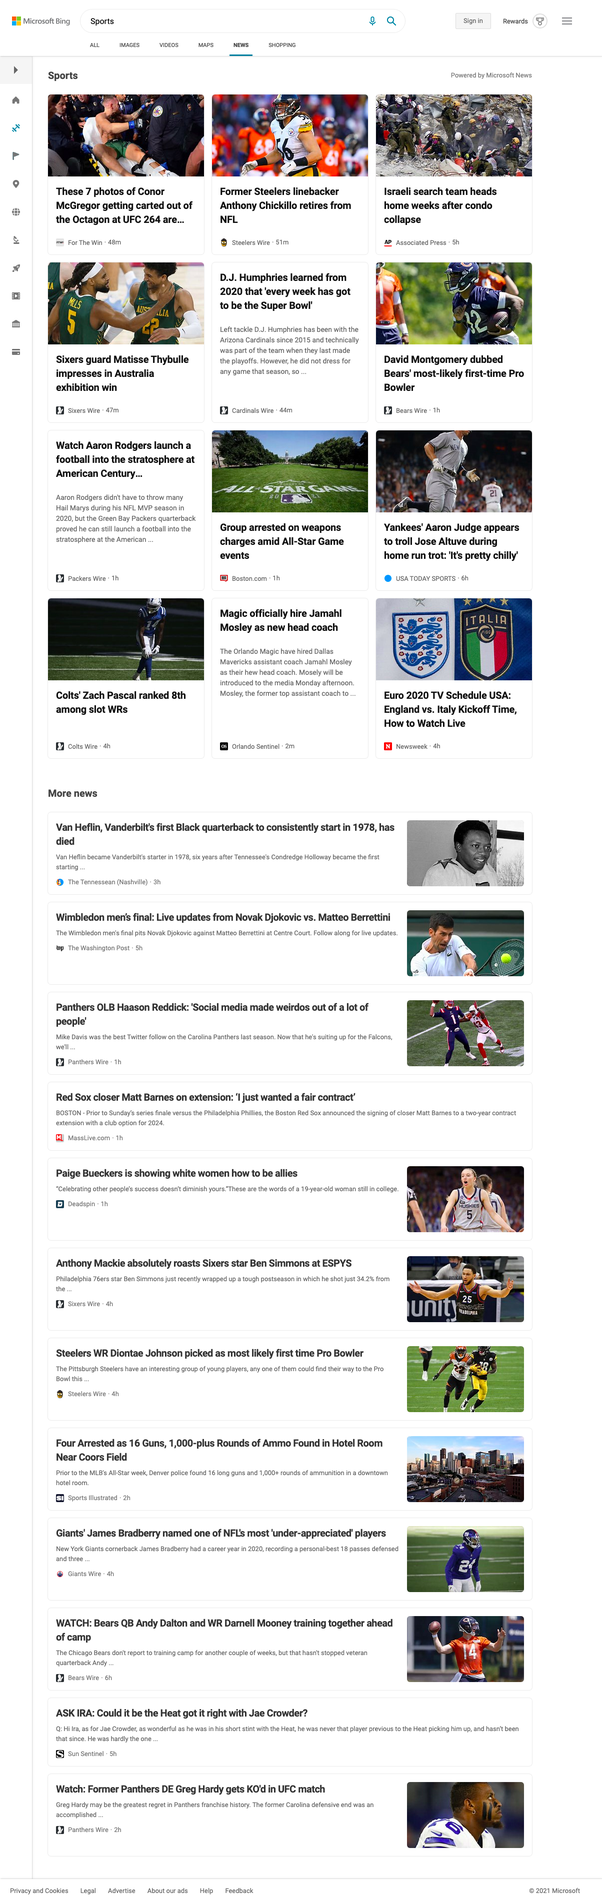 Microsoft Bing
Sports
Sign in
Rewards
ALL
IMAGES
VIDEOS
MAPS
NEWS
SHOPPING
Sports
Powered by Microsoft News
These 7 photos of Conor
McGregor getting carted out of
the Octagon at UFC 264 are...
For The Win · 48m
Former Steelers linebacker
Anthony Chickillo retires from
NFL
Steelers Wire · 51m
Israeli search team heads
home weeks after condo
collapse
AP
Associated Press · 5h
Sixers guard Matisse Thybulle
impresses in Australia
exhibition win
Sixers Wire · 47m
D.J. Humphries learned from
2020 that 'every week has got
to be the Super Bowl'
Left tackle D.J. Humphries has been with the
Arizona Cardinals since 2015 and technically
was part of the team when they last made
the playoffs. However, he did not dress for
any game that season, so ...
Cardinals Wire · 44m
David Montgomery dubbed
Bears' most-likely first-time Pro
Bowler
Bears Wire · 1h
Watch Aaron Rodgers launch a
football into the stratosphere at
American Century...
Aaron Rodgers didn't have to throw many
Hail Marys during his NFL MVP season in
2020, but the Green Bay Packers quarterback
proved he can still launch a football into the
stratosphere at the American ...
Packers Wire · 1h
ALL STAR GAME
Group arrested on weapons
charges amid All-Star Game
events
Boston.com · 1h
21
Yankees' Aaron Judge appears
to troll Jose Altuve during
home run trot: 'It's pretty chilly'
USA TODAY SPORTS · 6h
Colts' Zach Pascal ranked 8th
among slot WRs
Colts Wire · 4h
Magic officially hire Jamahl
Mosley as new head coach
The Orlando Magic have hired Dallas
Mavericks assistant coach Jamahl Mosley
as their new head coach. Mosely will be
introduced to the media Monday afternoon.
Mosley, the former top assistant coach to ...
Orlando Sentinel · 2m
ITALIA
Euro 2020 TV Schedule USA:
England vs. Italy Kickoff Time,
How to Watch Live
N
Newsweek · 4h
More news
Van Heflin, Vanderbilt's first Black quarterback to consistently start in 1978, has
died
Van Heflin became Vanderbilt's starter in 1978, six years after Tennessee's Condredge Holloway became the first
starting ...
The Tennessean (Nashville) · 3h
Wimbledon men's final: Live updates from Novak Djokovic vs. Matteo Berrettini
The Wimbledon men's final pits Novak Djokovic against Matteo Berrettini at Centre Court. Follow along for live updates.
wp
The Washington Post · 5h
Panthers OLB Haason Reddick: 'Social media made weirdos out of a lot of
people'
Mike Davis was the best Twitter follow on the Carolina Panthers last season. Now that he's suiting up for the Falcons,
we'll ...
Panthers Wire · 1h
Red Sox closer Matt Barnes on extension: 'I just wanted a fair contract'
BOSTON - Prior to Sunday's series finale versus the Philadelphia Phillies, the Boston Red Sox announced the signing of closer Matt Barnes to a two-year contract
extension with a club option for 2024.
MassLive.com · 1h
Paige Bueckers is showing white women how to be allies
"Celebrating other people's success doesn't diminish yours."These are the words of a 19-year-old woman still in college.
Deadspin · 1h
5
Anthony Mackie absolutely roasts Sixers star Ben Simmons at ESPYS
Philadelphia 76ers star Ben Simmons just recently wrapped up a tough postseason in which he shot just 34.2% from
the ...
Sixers Wire · 4h
25
unity
Steelers WR Diontae Johnson picked as most likely first time Pro Bowler
The Pittsburgh Steelers have an interesting group of young players, any one of them could find their way to the Pro
Bowl this ...
Steelers Wire · 4h
Four Arrested as 16 Guns, 1,000-plus Rounds of Ammo Found in Hotel Room
Near Coors Field
Prior to the MLB's All-Star week, Denver police found 16 long guns and 1,000+ rounds of ammunition in a downtown
hotel room.
SI
Sports Illustrated · 2h
Giants' James Bradberry named one of NFL's most 'under-appreciated' players
New York Giants cornerback James Bradberry had a career year in 2020, recording a personal-best 18 passes defensed
and three ...
Giants Wire · 4h
24
WATCH: Bears QB Andy Dalton and WR Darnell Mooney training together ahead
of camp
The Chicago Bears don't report to training camp for another couple of weeks, but that hasn't stopped veteran
quarterback Andy ...
Bears Wire · 6h
14
ASK IRA: Could it be the Heat got it right with Jae Crowder?
Q: Hi Ira, as for Jae Crowder, as wonderful as he was in his short stint with the Heat, he was never that player previous to the Heat picking him up, and hasn't been
that since. He was hardly the one ...
Sun Sentinel · 5h
Watch: Former Panthers DE Greg Hardy gets KO'd in UFC match
Greg Hardy may be the greatest regret in Panthers franchise history. The former Carolina defensive end was an
accomplished ...
Panthers Wire · 2h
Privacy and Cookies
Legal
Advertise
About our ads
Help
Feedback
© 2021 Microsoft